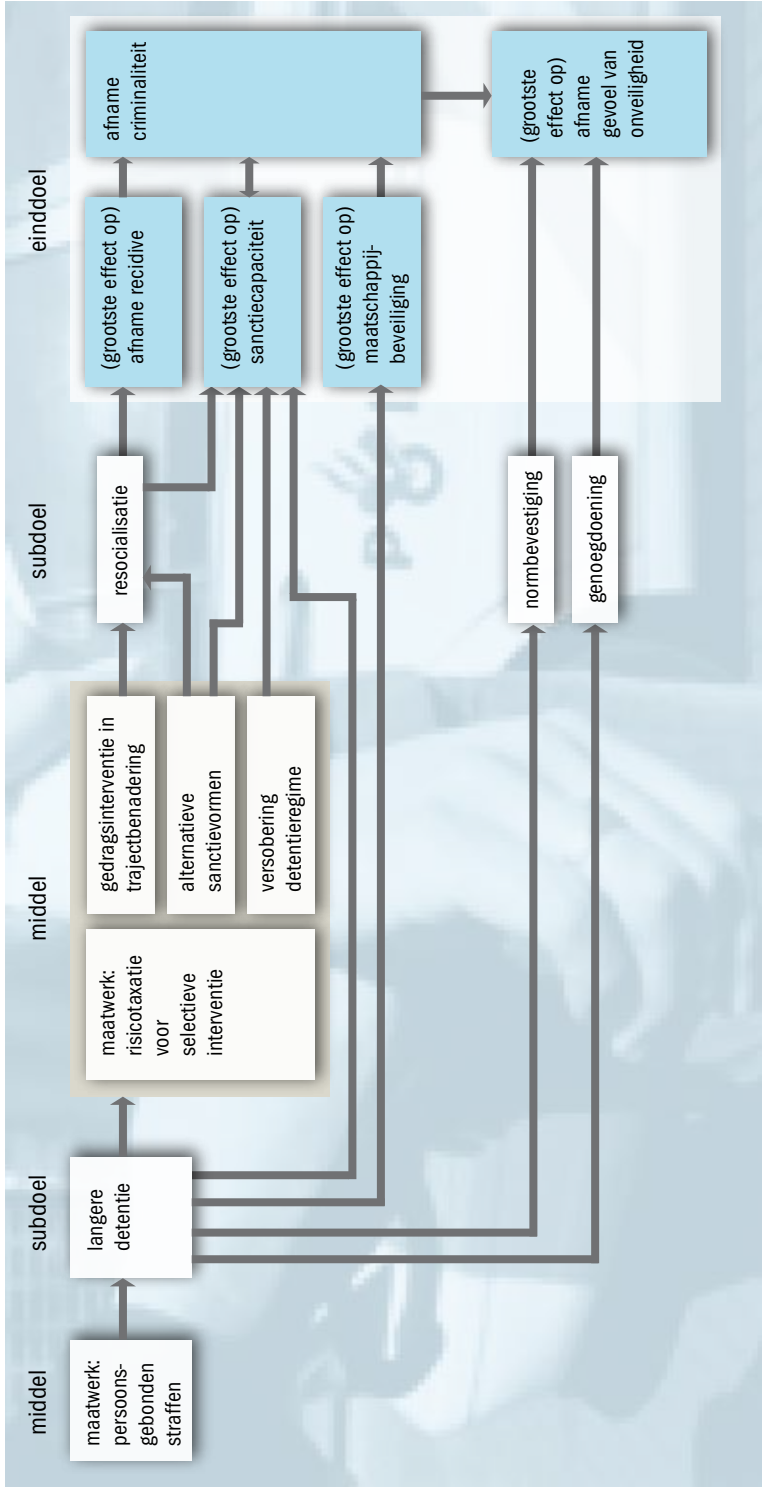 middel
subdoel
middel
subdoel
einddoel
maatwerk:
persoons-
gebonden
straffen
langere
detentie
maatwerk:
risicotaxatie
voor
selectieve
interventie
gedragsinterventie in
trajectbenadering
alternatieve
sanctievormen
versobering
detentieregime
resocialisatie
normbevestiging
genoegdoening
(grootste effect op)
afname recidive
(grootste effect op)
sanctiecapaciteit
(grootste effect op)
maatschappij-
beveiliging
afname
criminaliteit
(grootste
effect op)
afname
gevoel van
onveiligheid